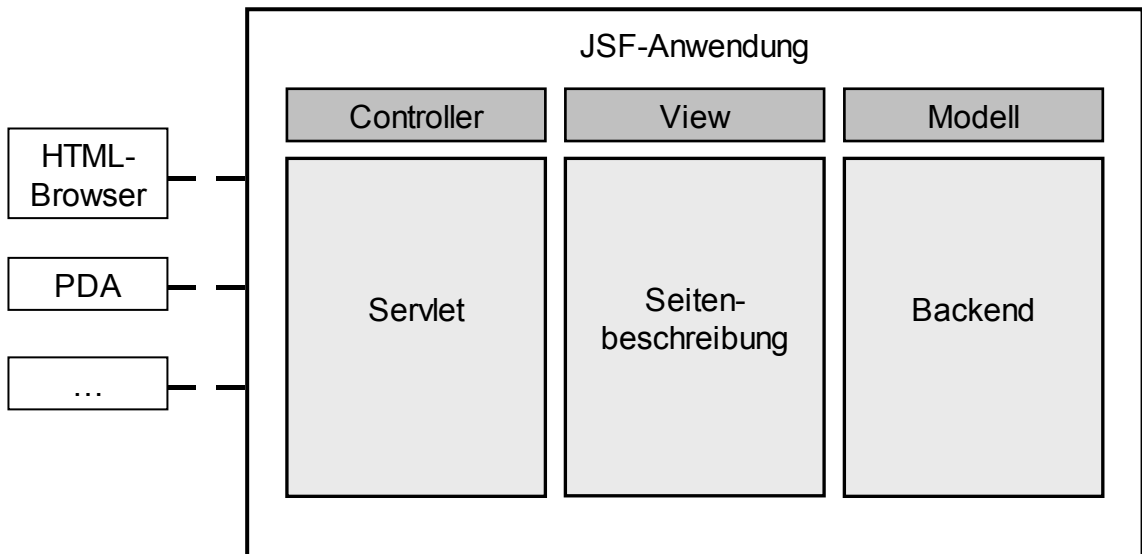 JSF-Anwendung
Controller
View
Modell
HTML-
Browser
PDA
…
Servlet
Seiten-
beschreibung
Backend